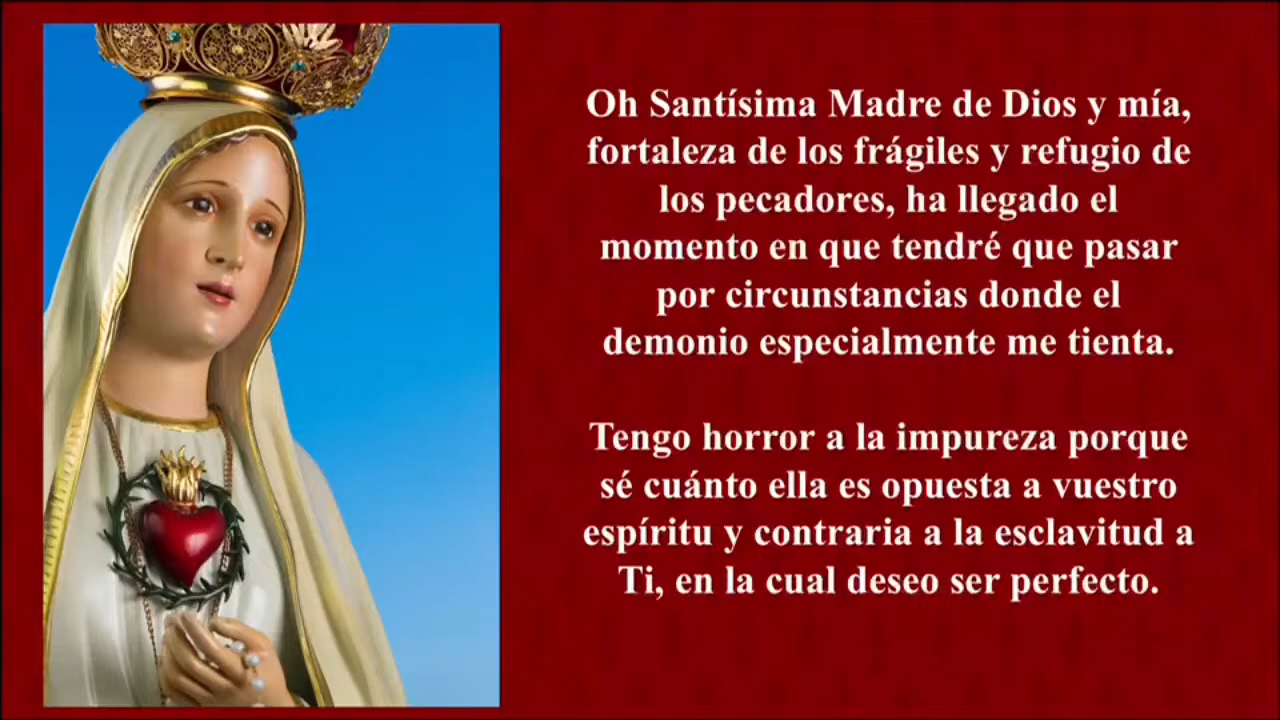 Oh Santísima Madre de Dios y mía,
fortaleza de los frágiles y refugio de
los pecadores, ha llegado el
momento en que tendré que pasar
por circunstancias donde el
demonio especialmente me tienta.
Tengo horror a la impureza porque
sé cuánto ella es opuesta a vuestro
espíritu y contraria a la esclavitud a
Ti, en la cual deseo ser perfecto.